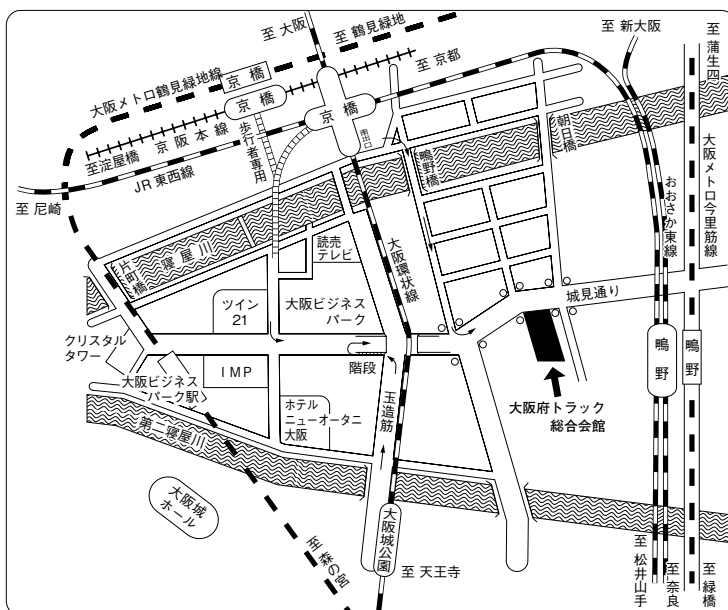 至 大阪
至 鶴見緑地
至 新大阪
至 蒲生四
大阪メトロ鶴見緑地線
京橋
至 京都
京橋
京橋
南出口
朝日橋
至淀屋橋
京阪本線
歩行者専用
鴫野橋
大阪メトロ今里筋線
おおさか東線
JR東西線
至 尼崎
片町橋
寝屋川
読売
テレビ
大阪環状線
城見通り
ツイン
21
大阪ビジネス
パーク
クリスタル
タワー
IMP
階段
鴫野
鴫野
大阪ビジネス
パーク駅
ホテル
ニューオータニ
大阪
玉造筋
大阪府トラック
総合会館
第二寝屋川
大阪城
ホール
大阪城公園
至 森の宮
至 天王寺
至 松井山手
至 奈良
至 緑橋